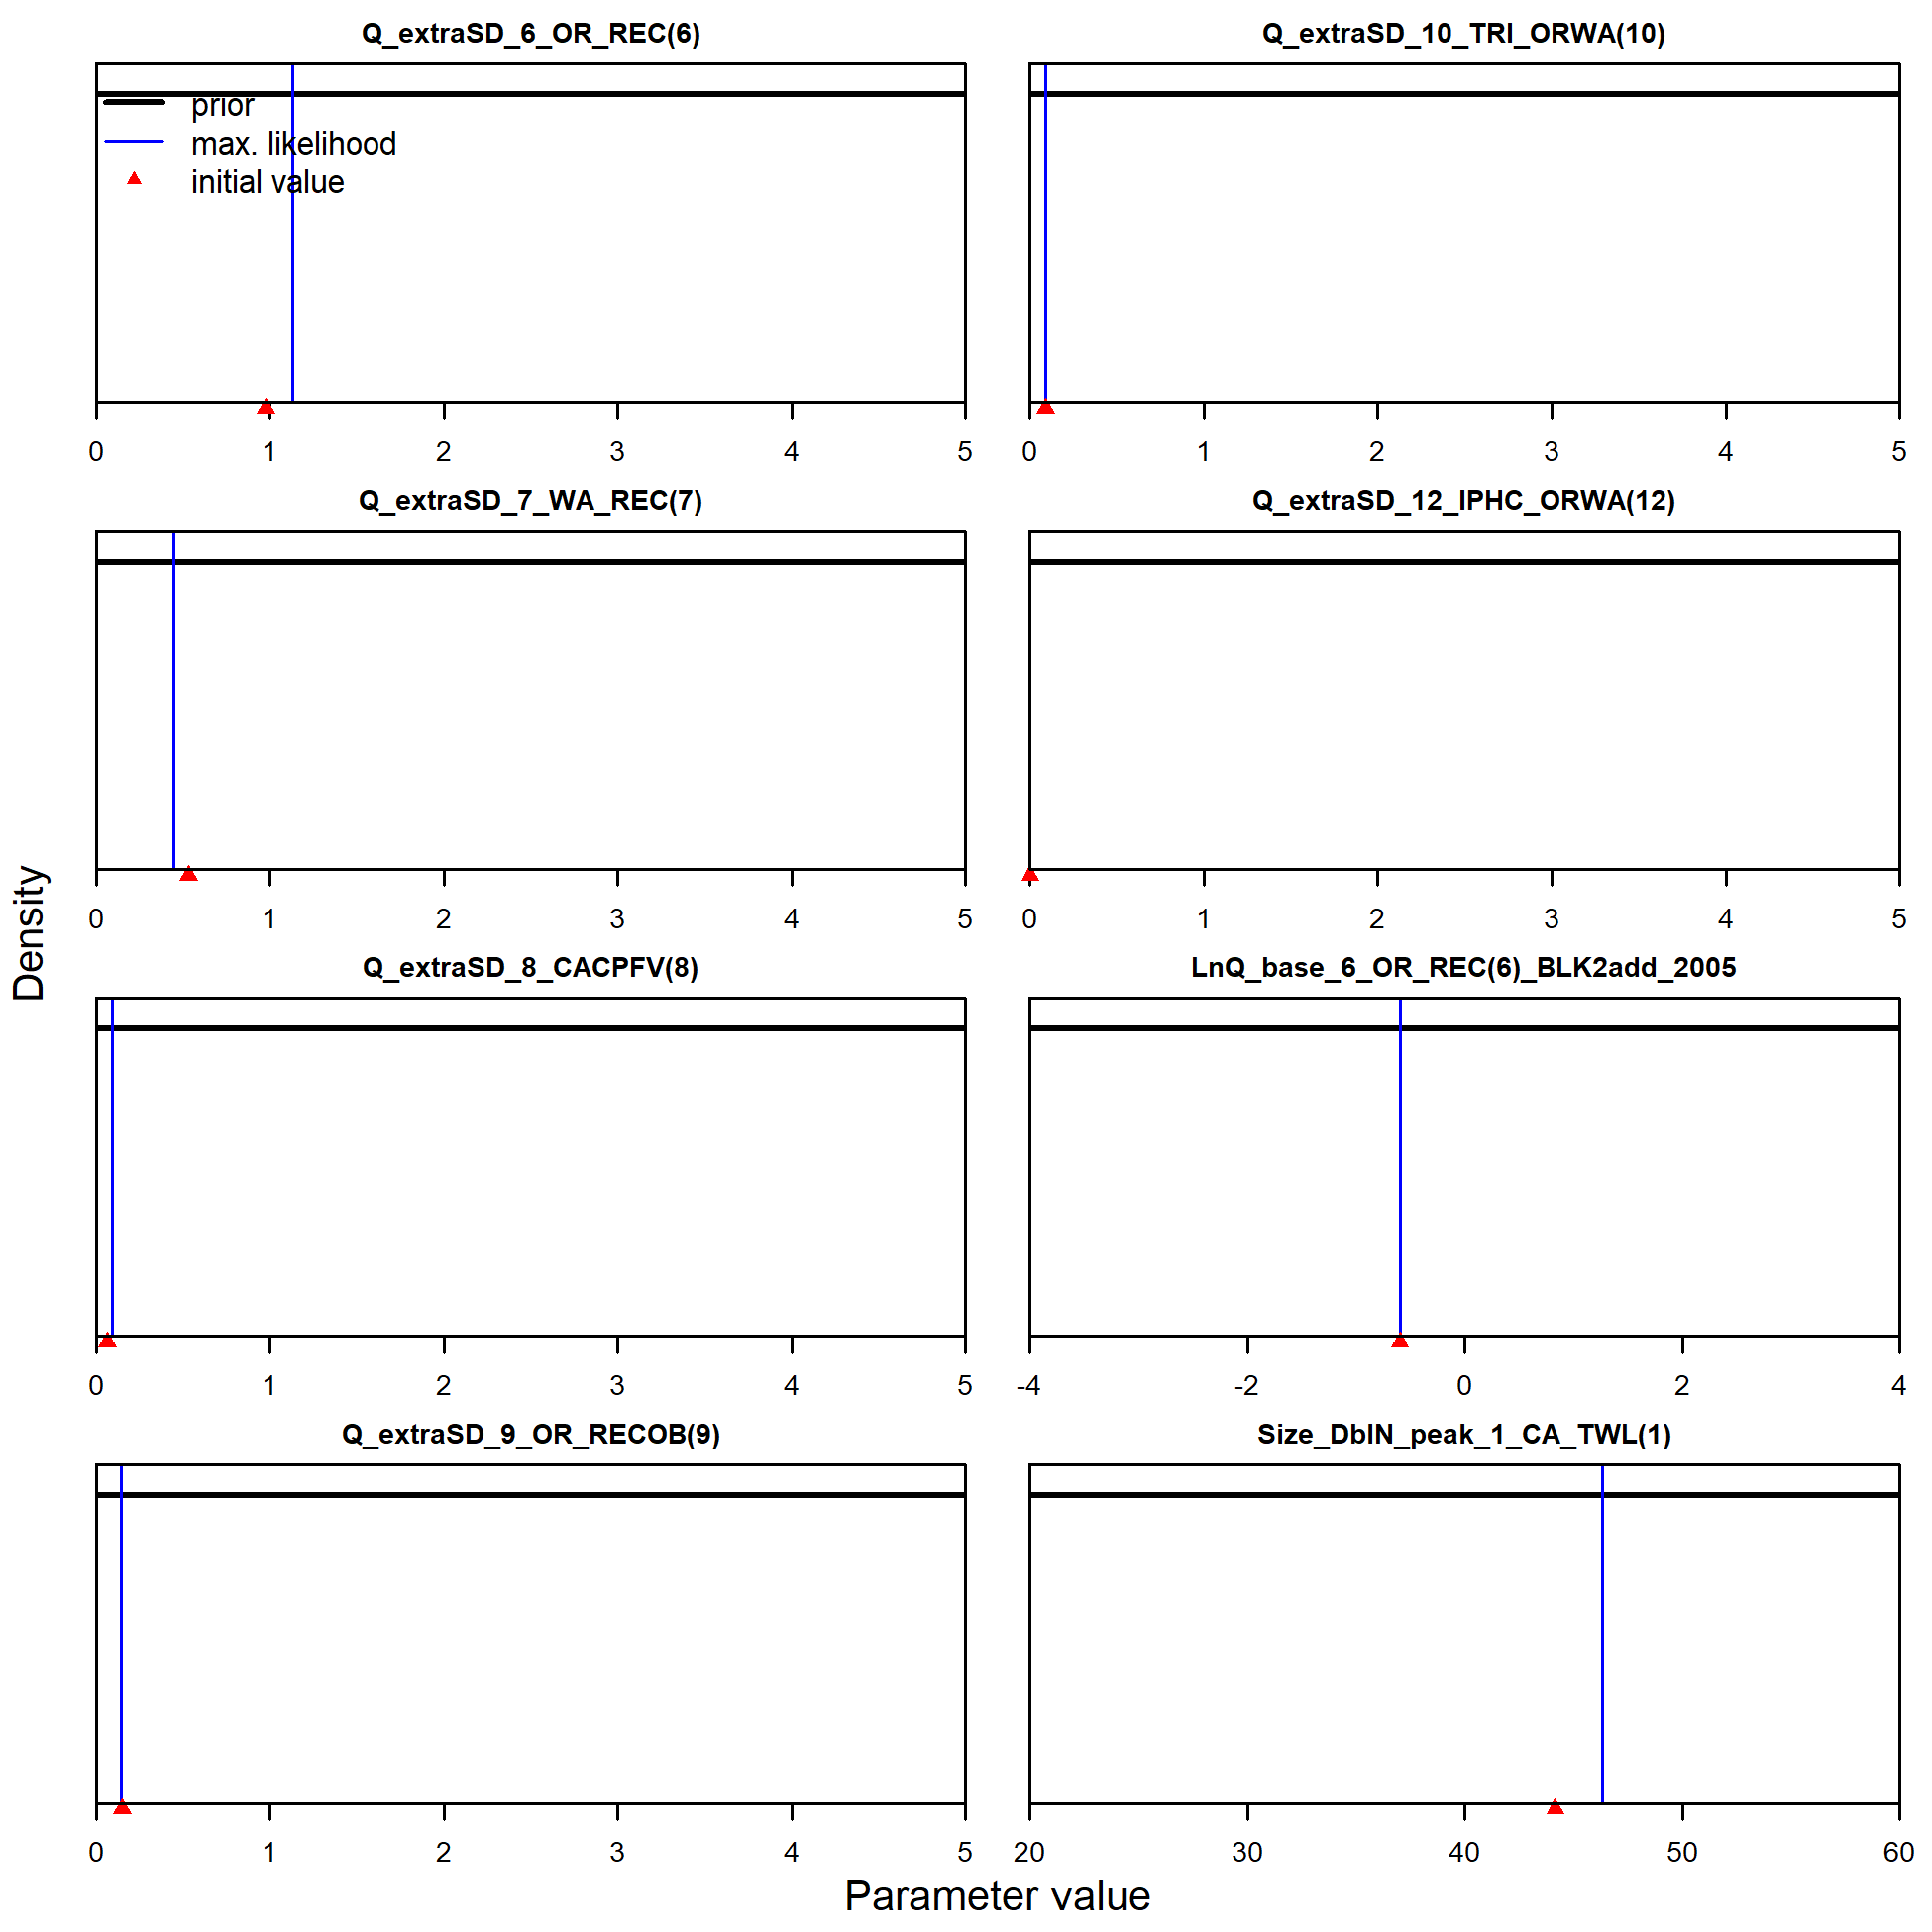 Q_extraSD_6_OR_REC(6)
prior
max. likelihood
initial value
0 1 2 3 4 5
Q_extraSD_10_TRI_ORWA(10)
0 1 2 3 4 5
Q_extraSD_7_WA_REC(7)
0 1 2 3 4 5
Q_extraSD_12_IPHC_ORWA(12)
0 1 2 3 4 5
Q_extraSD_8_CACPFV(8)
0 1 2 3 4 5
LnQ_base_6_OR_REC(6)_BLK2add_2005
-4 -2 0 2 4
Q_extraSD_9_OR_RECOB(9)
0 1 2 3 4 5
Size_DblN_peak_1_CA_TWL(1)
20 30 40 50 60
Density
Parameter value